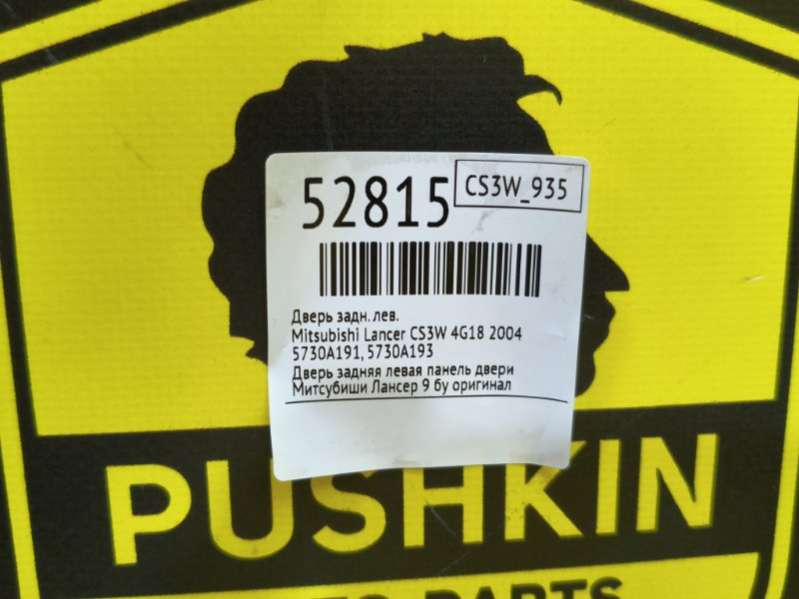 52815
CS3W_935
Дверь задн. лев.
Mitsubishi Lancer CS3W 4G18 2004
5730A191, 5730A193
Дверь задняя левая панель двери
Митсубиши Лансер 9 бу оригинал
PUSHKIN
PARTS